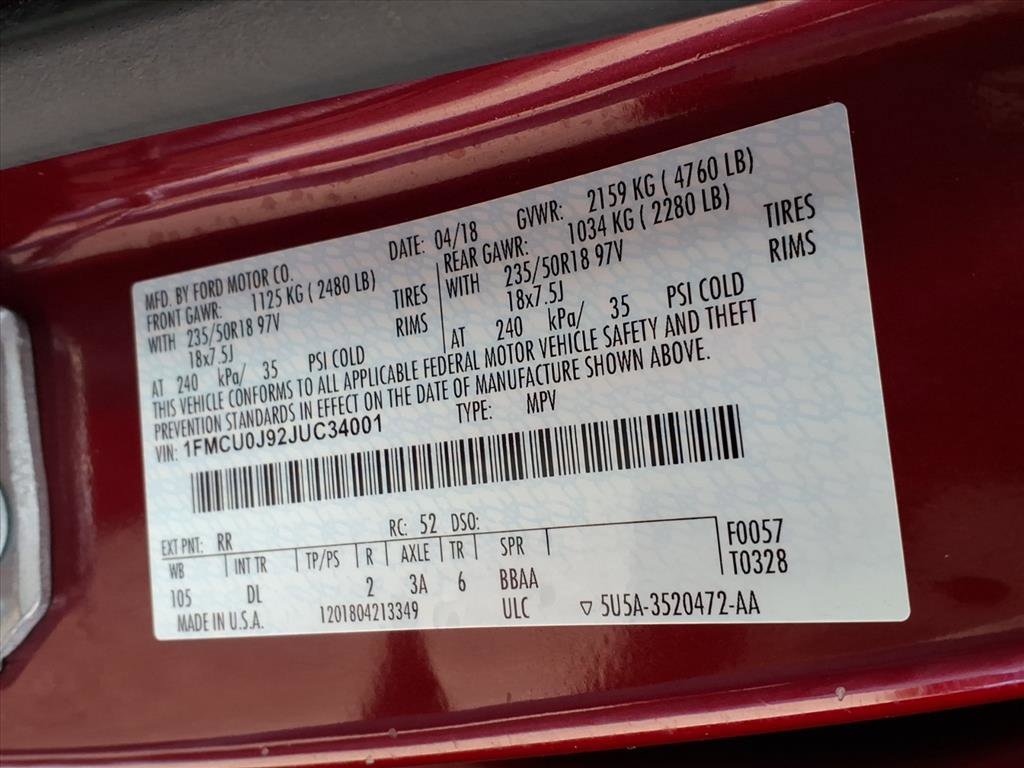 MFD. BY FORD MOTOR CO. DATE: 04/18 GVWR: 2159 KG ( 4760 LB)
FRONT GAWR: 1125 KG ( 2480 LB) REAR GAWR: 1034 KG ( 2280 LB)
WITH 235/50R18 97V TIRES WITH 235/50R18 97V TIRES
18x7.5J RIMS 18x7.5J RIMS
AT 240 kPa/ 35 PSI COLD AT 240 kPa/ 35 PSI COLD
THIS VEHICLE CONFORMS TO ALL APPLICABLE FEDERAL MOTOR VEHICLE SAFETY AND THEFT
PREVENTION STANDARDS IN EFFECT ON THE DATE OF MANUFACTURE SHOWN ABOVE.
VIN: 1FMCU0J92JUC34001 TYPE: MPV
EXT PNT: RR RC: 52 DSO: F0057
WB INT TR TP/PS R AXLE TR SPR T0328
105 DL 2 3A 6 BBAA
MADE IN U.S.A. 1201804213349 ULC ▽ 5U5A-3520472-AA